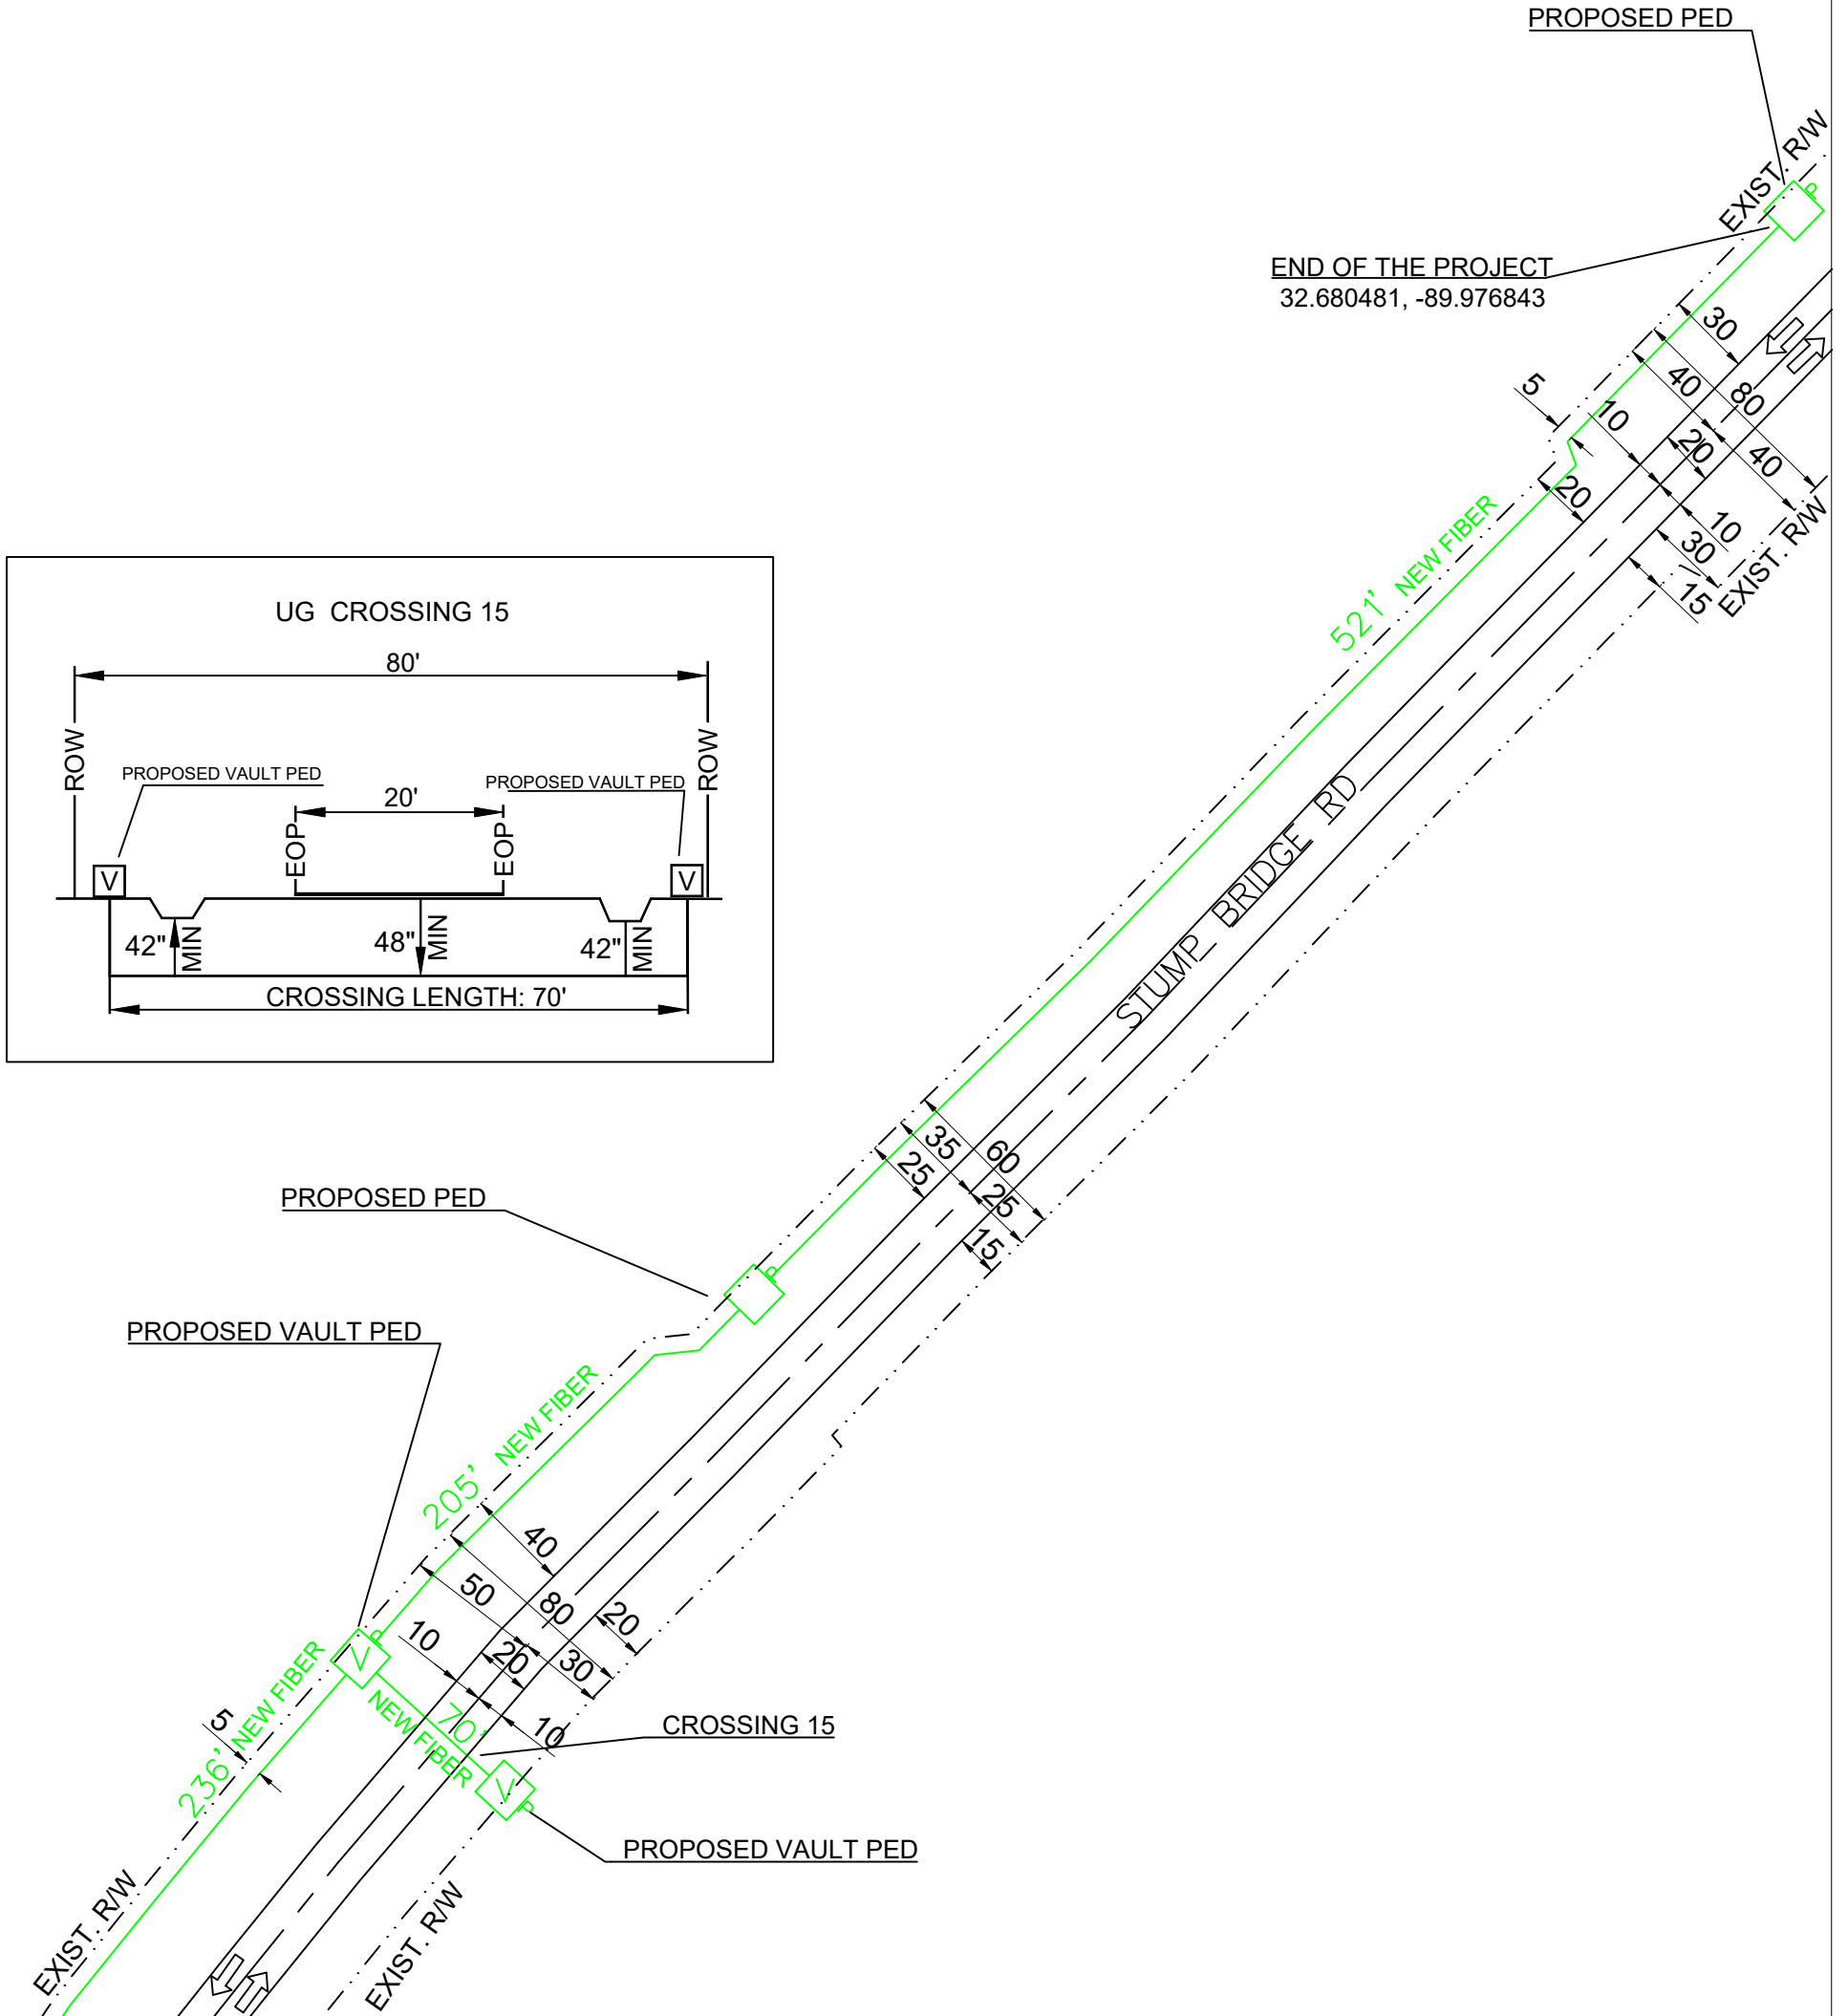 PROPOSED PED
EXIST. R/W
P
END OF THE PROJECT
32.680481, -89.976843
30
40
80
5
10
20
40
20
10
30
EXIST. R/W
15
521' NEW FIBER
UG CROSSING 15
80'
ROW
ROW
PROPOSED VAULT PED
PROPOSED VAULT PED
20'
EOP
EOP
V
V
42"
MIN
48"
MIN
42"
MIN
CROSSING LENGTH: 70'
STUMP BRIDGE RD
35
60
25
25
15
PROPOSED PED
P
PROPOSED VAULT PED
205' NEW FIBER
40
50
80
20
10
20
30
V
P
236' NEW FIBER
5
70'
NEW FIBER
10
CROSSING 15
V
P
PROPOSED VAULT PED
EXIST. R/W
EXIST. R/W